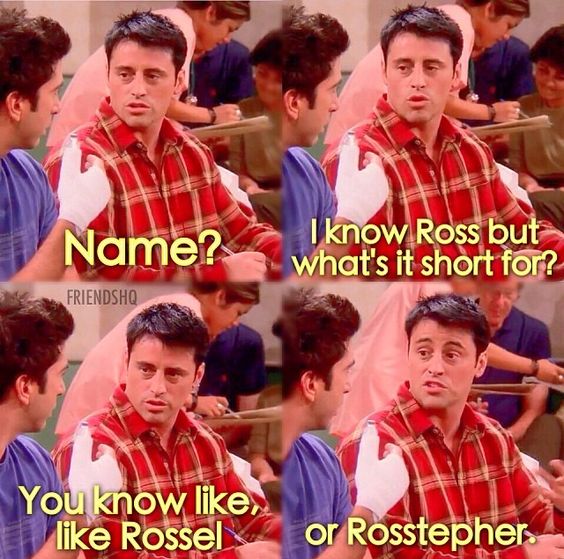 Name?
I know Ross but
what's it short for?
FRIENDSHQ
You know like,
like Rossel
or Rosstepher.